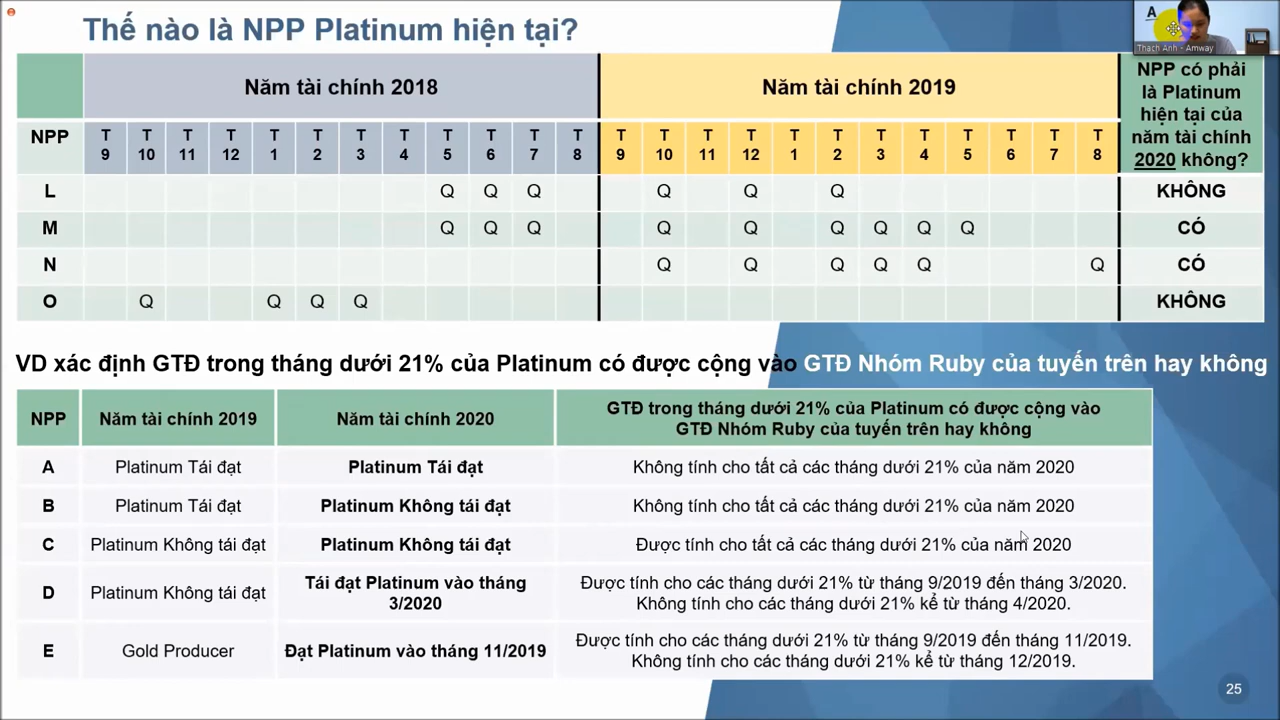 Thế nào là NPP Platinum hiện tại?
A
Thach Anh - Amway
Năm tài chính 2018
Năm tài chính 2019
NPP có phải
là Platinum
hiện tại của
năm tài chính
2020 không?
NPP
T T T T T T T T T T T T T T T T T T T T T T T T
9 10 11 12 1 2 3 4 5 6 7 8 9 10 11 12 1 2 3 4 5 6 7 8
L Q Q Q Q Q Q KHÔNG
M Q Q Q Q Q Q Q Q Q CÓ
N Q Q Q Q Q Q CÓ
O Q Q Q Q KHÔNG
VD xác định GTĐ trong tháng dưới 21% của Platinum có được cộng vào GTĐ Nhóm Ruby của tuyến trên hay không
NPP Năm tài chính 2019 Năm tài chính 2020
GTĐ trong tháng dưới 21% của Platinum có được cộng vào
GTĐ Nhóm Ruby của tuyến trên hay không
A Platinum Tái đạt Platinum Tái đạt Không tính cho tất cả các tháng dưới 21% của năm 2020
B Platinum Tái đạt Platinum Không tái đạt Không tính cho tất cả các tháng dưới 21% của năm 2020
C Platinum Không tái đạt Platinum Không tái đạt Được tính cho tất cả các tháng dưới 21% của năm 2020
D Platinum Không tái đạt
Tái đạt Platinum vào tháng
3/2020
Được tính cho các tháng dưới 21% từ tháng 9/2019 đến tháng 3/2020.
Không tính cho các tháng dưới 21% kể từ tháng 4/2020.
E Gold Producer Đạt Platinum vào tháng 11/2019
Được tính cho các tháng dưới 21% từ tháng 9/2019 đến tháng 11/2019.
Không tính cho các tháng dưới 21% kể từ tháng 12/2019.
25